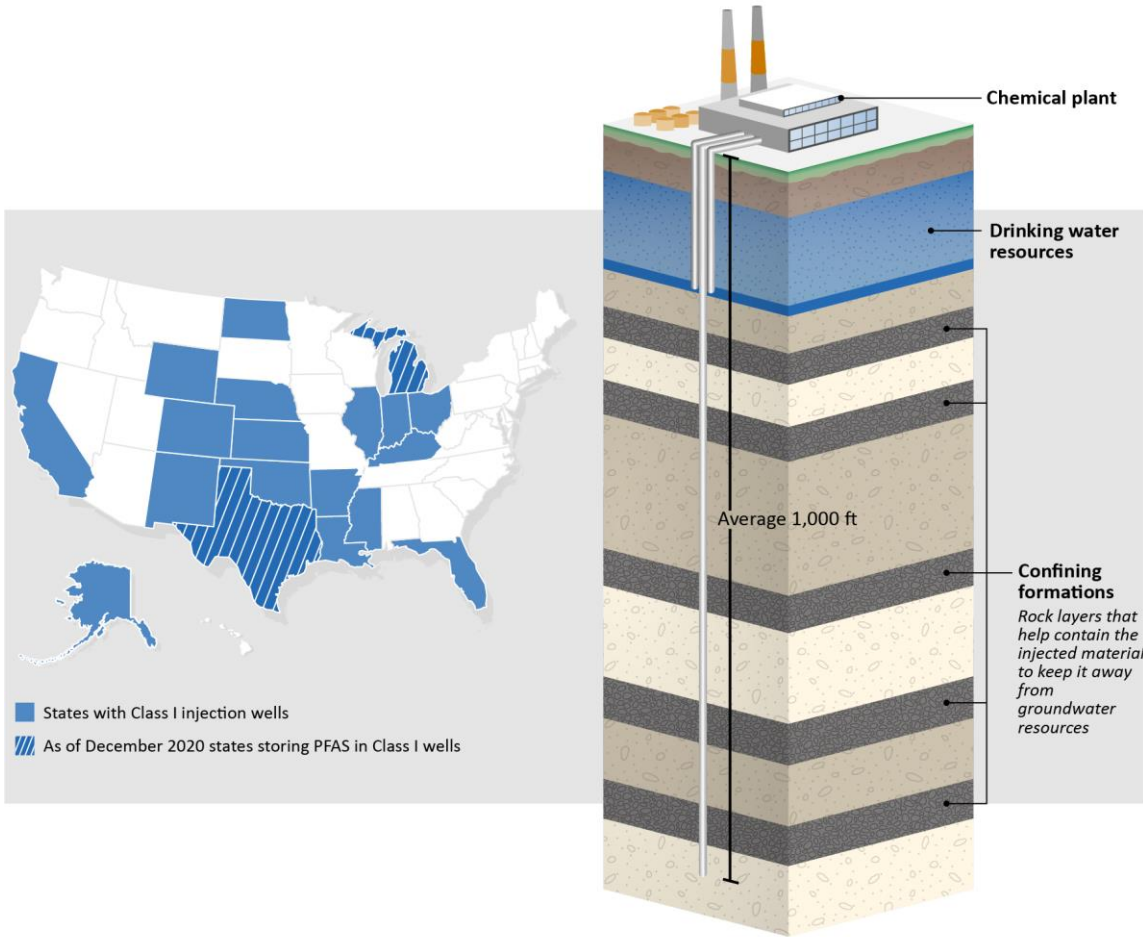 Chemical plant
Drinking water
resources
Average 1,000 ft
Confining
formations
Rock layers that
help contain the
injected material
to keep it away
from
groundwater
resources
States with Class I injection wells
As of December 2020 states storing PFAS in Class I wells